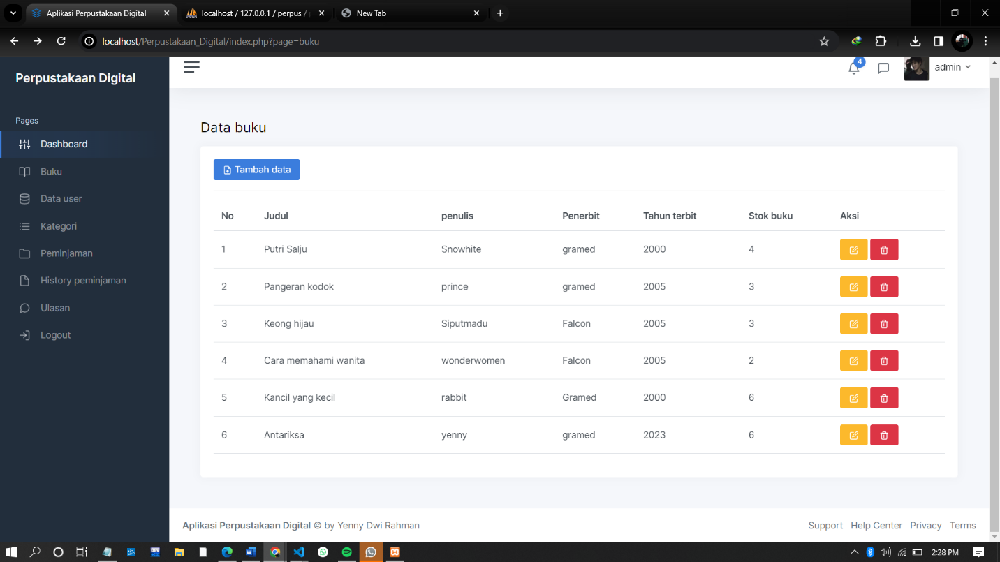 Aplikasi Perpustakaan Digital
localhost / 127.0.0.1 / perpus /
New Tab
localhost/Perpustakaan_Digital/index.php?page=buku
Perpustakaan Digital
4
admin
Pages
Dashboard
Buku
Data user
Kategori
Peminjaman
History peminjaman
Ulasan
Logout
Data buku
Tambah data
No Judul penulis Penerbit Tahun terbit Stok buku Aksi
1 Putri Salju Snowhite gramed 2000 4
2 Pangeran kodok prince gramed 2005 3
3 Keong hijau Siputmadu Falcon 2005 3
4 Cara memahami wanita wonderwomen Falcon 2005 2
5 Kancil yang kecil rabbit Gramed 2000 6
6 Antariksa yenny gramed 2023 6
Aplikasi Perpustakaan Digital © by Yenny Dwi Rahman
Support Help Center Privacy Terms
2:28 PM